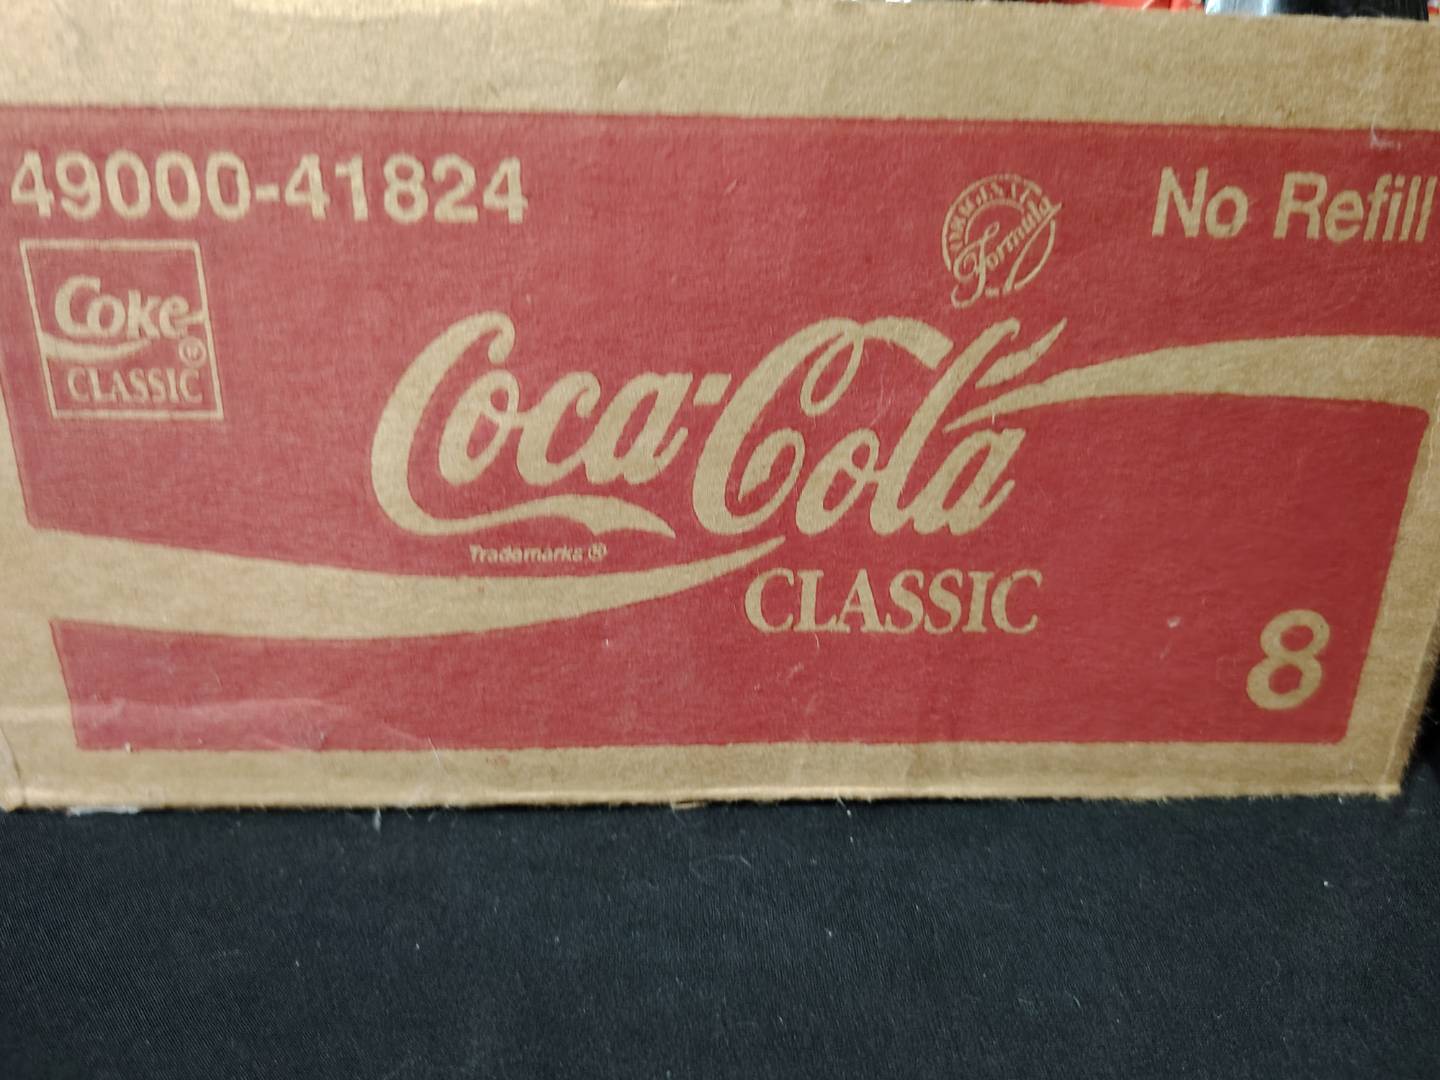 49000-41824
No Refill
ORIGINAL
Formula
Coke
®
CLASSIC
Coca-Cola
Trademarks ®
CLASSIC
8